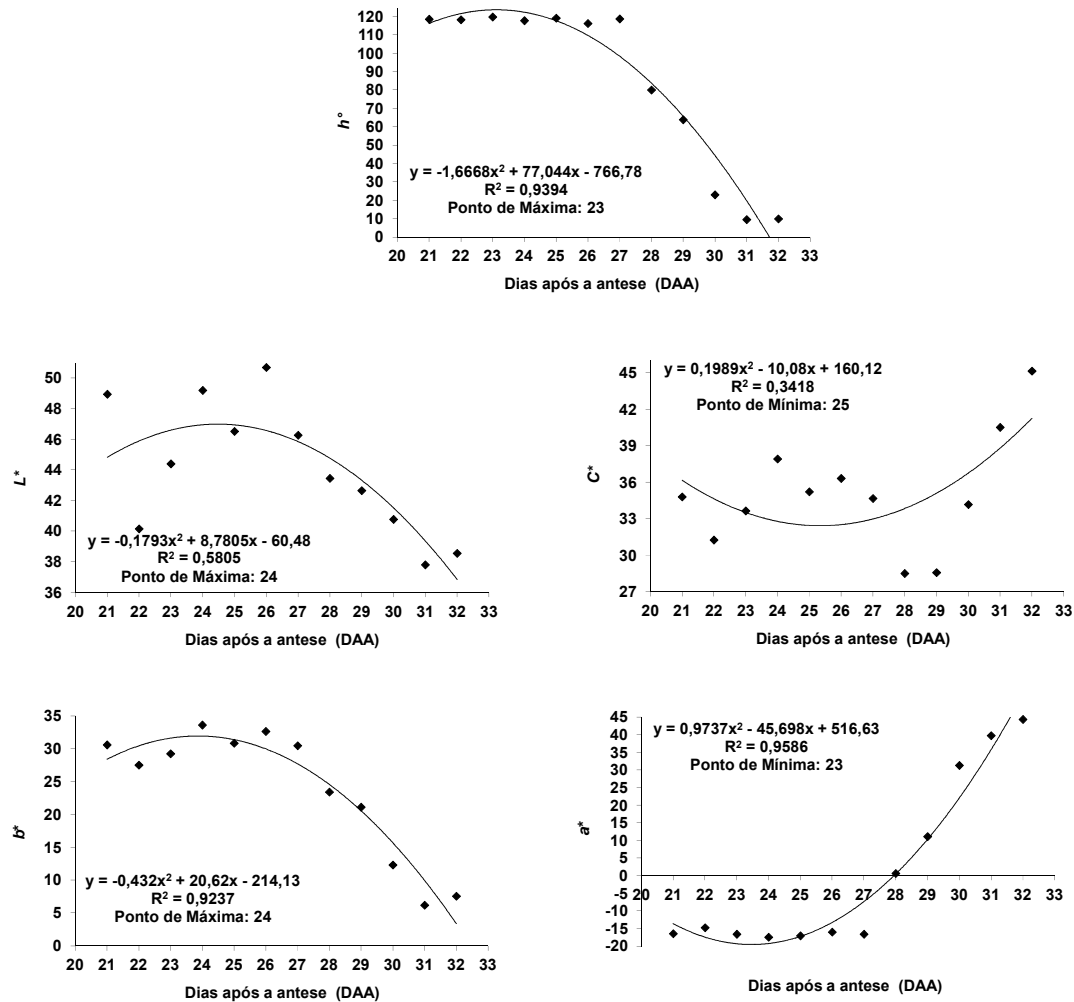 120
110
100
90
80
70
60
50
40
30
20
10
0
h°
y = -1,6668x² + 77,044x - 766,78
R² = 0,9394
Ponto de Máxima: 23
20 21 22 23 24 25 26 27 28 29 30 31 32 33
Dias após a antese (DAA)
50
48
46
44
42
40
38
36
L*
y = -0,1793x² + 8,7805x - 60,48
R² = 0,5805
Ponto de Máxima: 24
20 21 22 23 24 25 26 27 28 29 30 31 32 33
Dias após a antese (DAA)
45
42
39
36
33
30
27
C*
y = 0,1989x² - 10,08x + 160,12
R² = 0,3418
Ponto de Mínima: 25
20 21 22 23 24 25 26 27 28 29 30 31 32 33
Dias após a antese (DAA)
35
30
25
20
15
10
5
0
b*
y = -0,432x² + 20,62x - 214,13
R² = 0,9237
Ponto de Máxima: 24
20 21 22 23 24 25 26 27 28 29 30 31 32 33
Dias após a antese (DAA)
45
40
35
30
25
20
15
10
5
0
-5
-10
-15
-20
a*
y = 0,9737x² - 45,698x + 516,63
R² = 0,9586
Ponto de Mínima: 23
20 21 22 23 24 25 26 27 28 29 30 31 32 33
Dias após a antese (DAA)